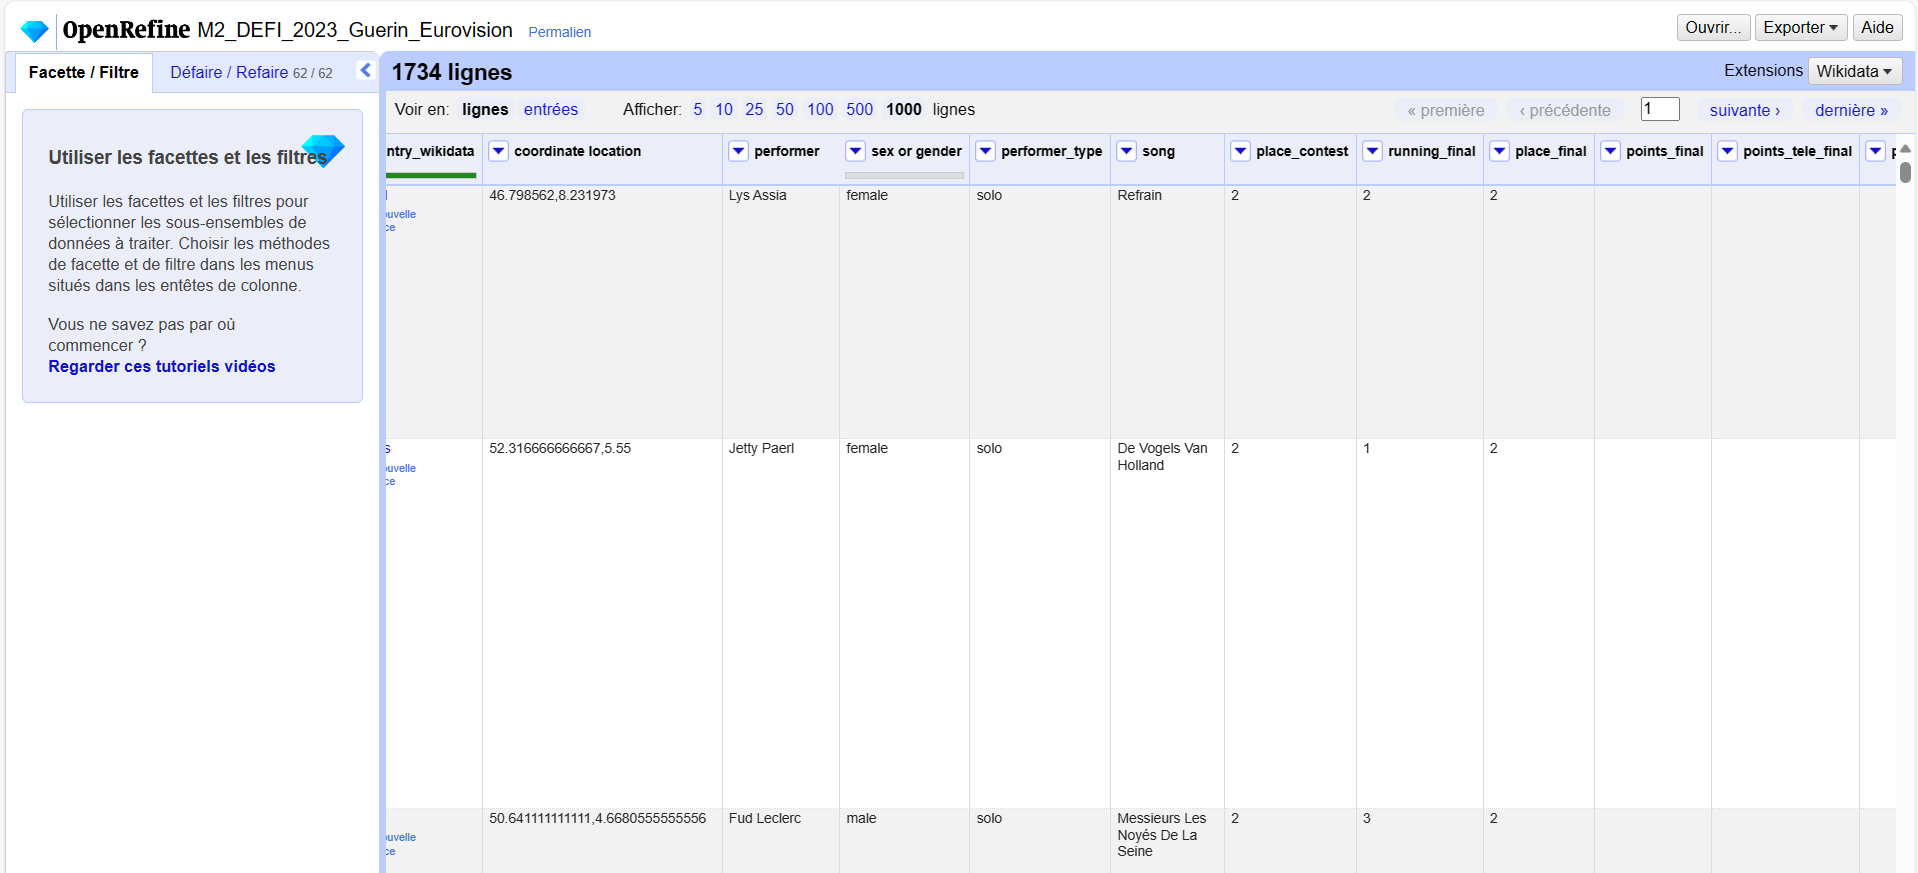 OpenRefine M2_DEFI_2023_Guerin_Eurovision Permalien Ouvrir... Exporter Aide
Facette / Filtre Défaire / Refaire 62 / 62 1734 lignes Extensions Wikidata
Voir en: lignes entrées Afficher: 5 10 25 50 100 500 1000 lignes « première ‹ précédente 1 suivante › dernière »
Utiliser les facettes et les filtres
Utiliser les facettes et les filtres pour
sélectionner les sous-ensembles de
données à traiter. Choisir les méthodes
de facette et de filtre dans les menus
situés dans les entêtes de colonne.
Vous ne savez pas par où
commencer ?
Regarder ces tutoriels vidéos
ntry_wikidata coordinate location performer sex or gender performer_type song place_contest running_final place_final points_final points_tele_final
46.798562,8.231973 Lys Assia female solo Refrain 2 2 2
ouvelle
ce
52.316666666667,5.55 Jetty Paerl female solo De Vogels Van 2 1 2
s Holland
ouvelle
ce
50.641111111111,4.6680555555556 Fud Leclerc male solo Messieurs Les 2 3 2
ouvelle Noyés De La
ce Seine